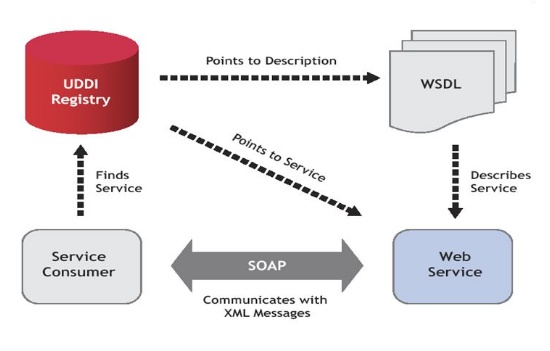 Points to Description
UDDI
Registry
WSDL
Points to Service
Finds
Service
Describes
Service
Service
Consumer
SOAP
Web
Service
Communicates with
XML Messages